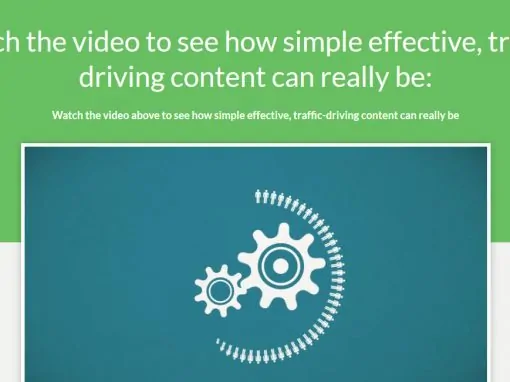 ch the video to see how simple effective, tr
driving content can really be:
Watch the video above to see how simple effective, traffic-driving content can really be